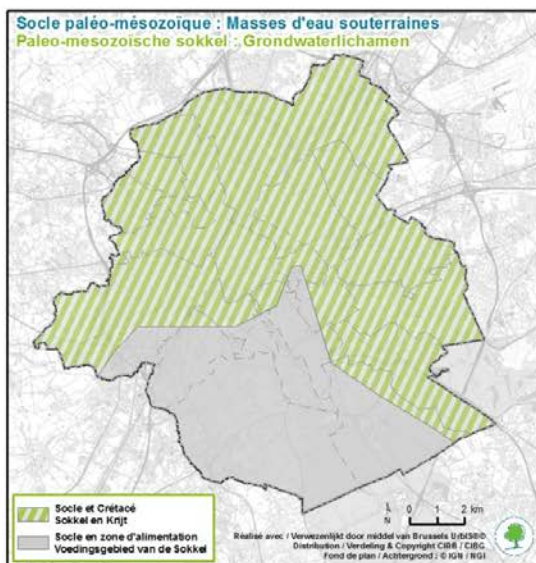 Socle paléo-mésozoïque : Masses d'eau souterraines
Paleo-mesozoïsche sokkel : Grondwaterlichamen
Socle et Crétacé
Sokkel en Krijt
Socle en zone d'alimentation
Voedingsgebied van de Sokkel
N
0 1 2 km
Réalisé avec / Verwezenlijkt door middel van Brussels UrbIS®©
Distribution / Verdeling & Copyright CIRB / CIBG
Fond de plan / Achtergrond : © IGN / NGI